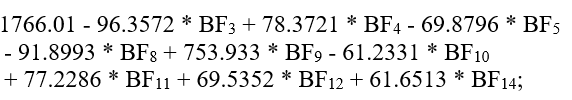 1766.01 - 96.3572 * BF₃ + 78.3721 * BF₄ - 69.8796 * BF₅
- 91.8993 * BF₈ + 753.933 * BF₉ - 61.2331 * BF₁₀
+ 77.2286 * BF₁₁ + 69.5352 * BF₁₂ + 61.6513 * BF₁₄;